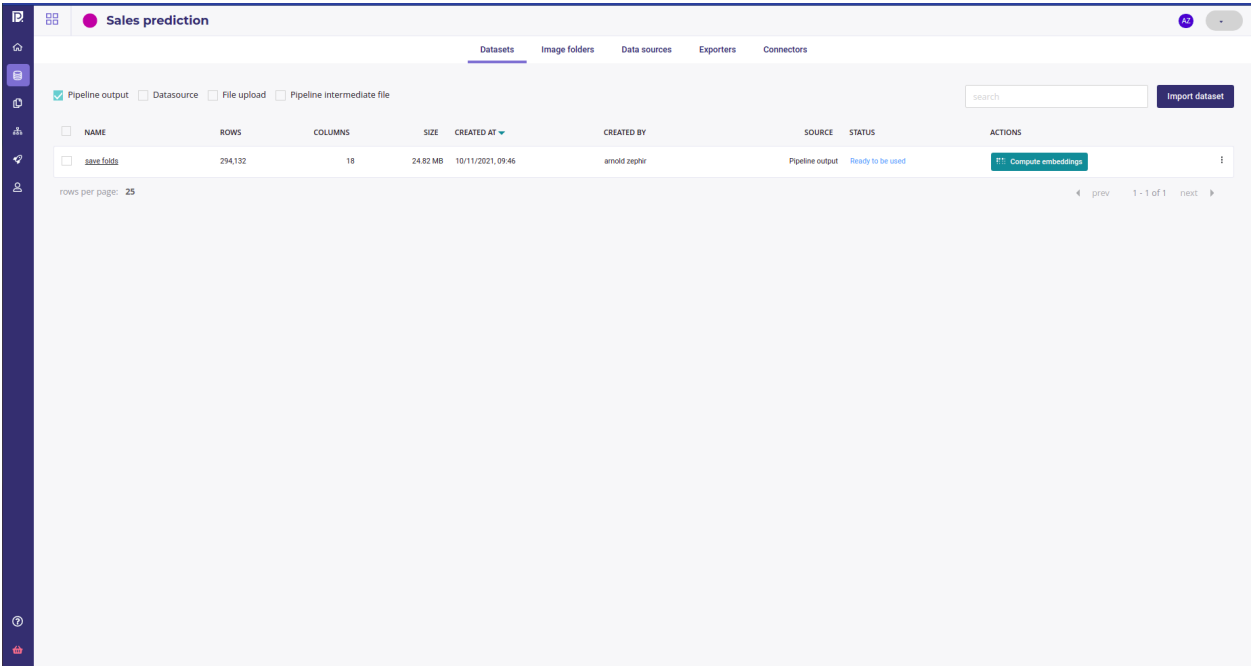 Sales prediction
AZ
Datasets Image folders Data sources Exporters Connectors
Pipeline output Datasource File upload Pipeline intermediate file
search
Import dataset
NAME ROWS COLUMNS SIZE CREATED AT CREATED BY SOURCE STATUS ACTIONS
save folds 294,132 18 24.82 MB 10/11/2021, 09:46 arnold zephir Pipeline output Ready to be used Compute embeddings
rows per page: 25
prev 1 - 1 of 1 next